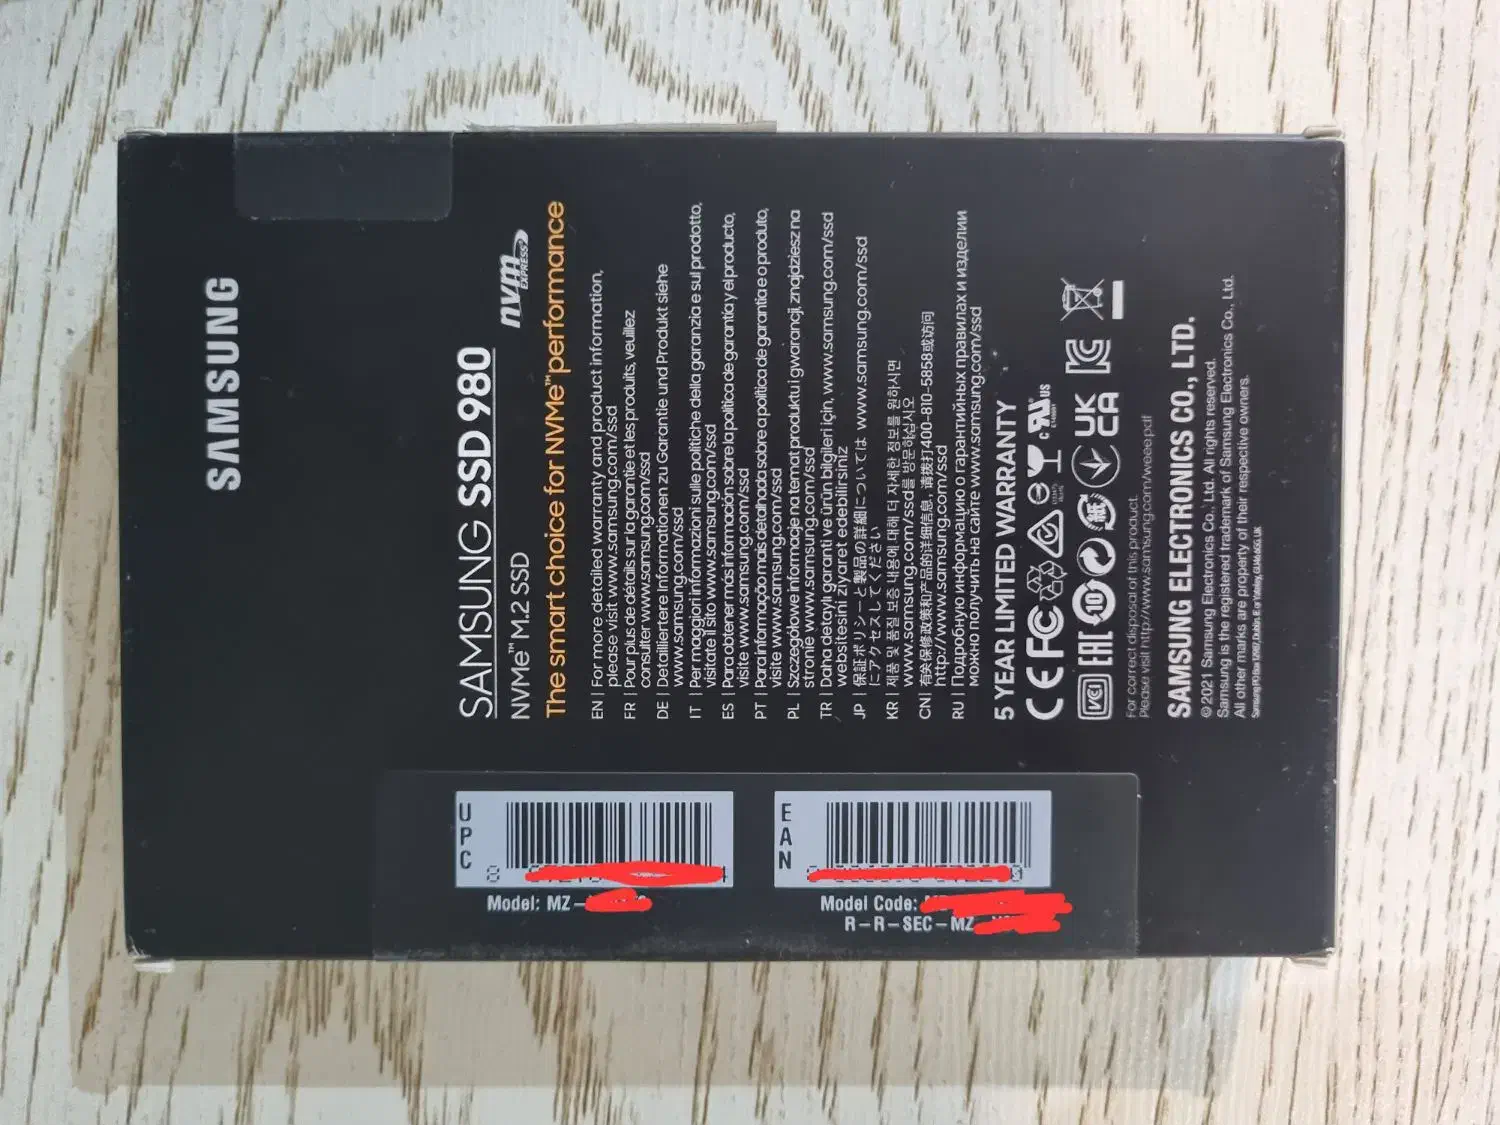 SAMSUNG
SAMSUNG SSD 980
NVMe™ M.2 SSD
nvm
EXPRESS®
The smart choice for NVMe™ performance
EN | For more detailed warranty and product information,
please visit www.samsung.com/ssd
FR | Pour plus de détails sur la garantie et les produits, veuillez
consulter www.samsung.com/ssd
DE | Detailliertere Informationen zu Garantie und Produkt siehe
www.samsung.com/ssd
IT | Per maggiori informazioni sulle politiche della garanzia e sul prodotto,
visitate il sito www.samsung.com/ssd
ES | Para obtener más información sobre la política de garantía y el producto,
visite www.samsung.com/ssd
PT | Para informação mais detalhada sobre a política de garantia e o produto,
visite www.samsung.com/ssd
PL | Szczegółowe informacje na temat produktu i gwarancji, znajdziesz na
stronie www.samsung.com/ssd
TR | Daha detaylı garanti ve ürün bilgileri için, www.samsung.com/ssd
websitesini ziyaret edebilirsiniz
JP | 保証ポリシーと製品の詳細については www.samsung.com/ssd
にアクセスしてください
KR | 제품 및 품질 보증 내용에 대해 더 자세한 정보를 원하시면
www.samsung.com/ssd를 방문하십시오
CN | 有关保修政策和产品的详细信息, 请拨打400-810-5858或访问
http://www.samsung.com/ssd
RU | Подробную информацию о гарантийных правилах и изделии
можно получить на сайте www.samsung.com/ssd
5 YEAR LIMITED WARRANTY
CE FC c UL US
VCCI EAC 10 紙 UK CA
For correct disposal of this product.
Please visit http://www.samsung.com/weee.pdf
SAMSUNG ELECTRONICS CO., LTD.
©2021 Samsung Electronics Co., Ltd. All rights reserved.
Samsung is the registered trademark of Samsung Electronics Co., Ltd.
All other marks are property of their respective owners.
UPC
8
Model: MZ-
EAN
Model Code:
R-R-SEC-MZ